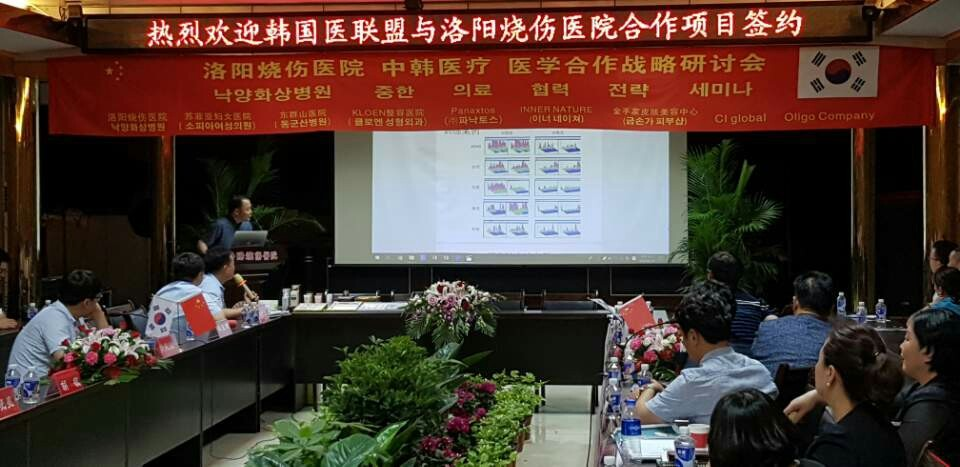 热烈欢迎韩国医联盟与洛阳烧伤医院合作项目签约
洛阳烧伤医院 中韩医疗 医学合作战略研讨会
낙양화상병원 중한 의료 협력 전략 세미나
洛阳烧伤医院 苏菲亚妇女医院 东群山医院 KLOEN整容医院 Panaxtos INNER NATURE 金手家皮肤美容中心 CI global Oligo Company
낙양화상병원 (소피아여성의원) (동군산병원) (클로엔 성형외과) (㈜파낙토스) (이너 네이쳐) (금손가 피부샵)